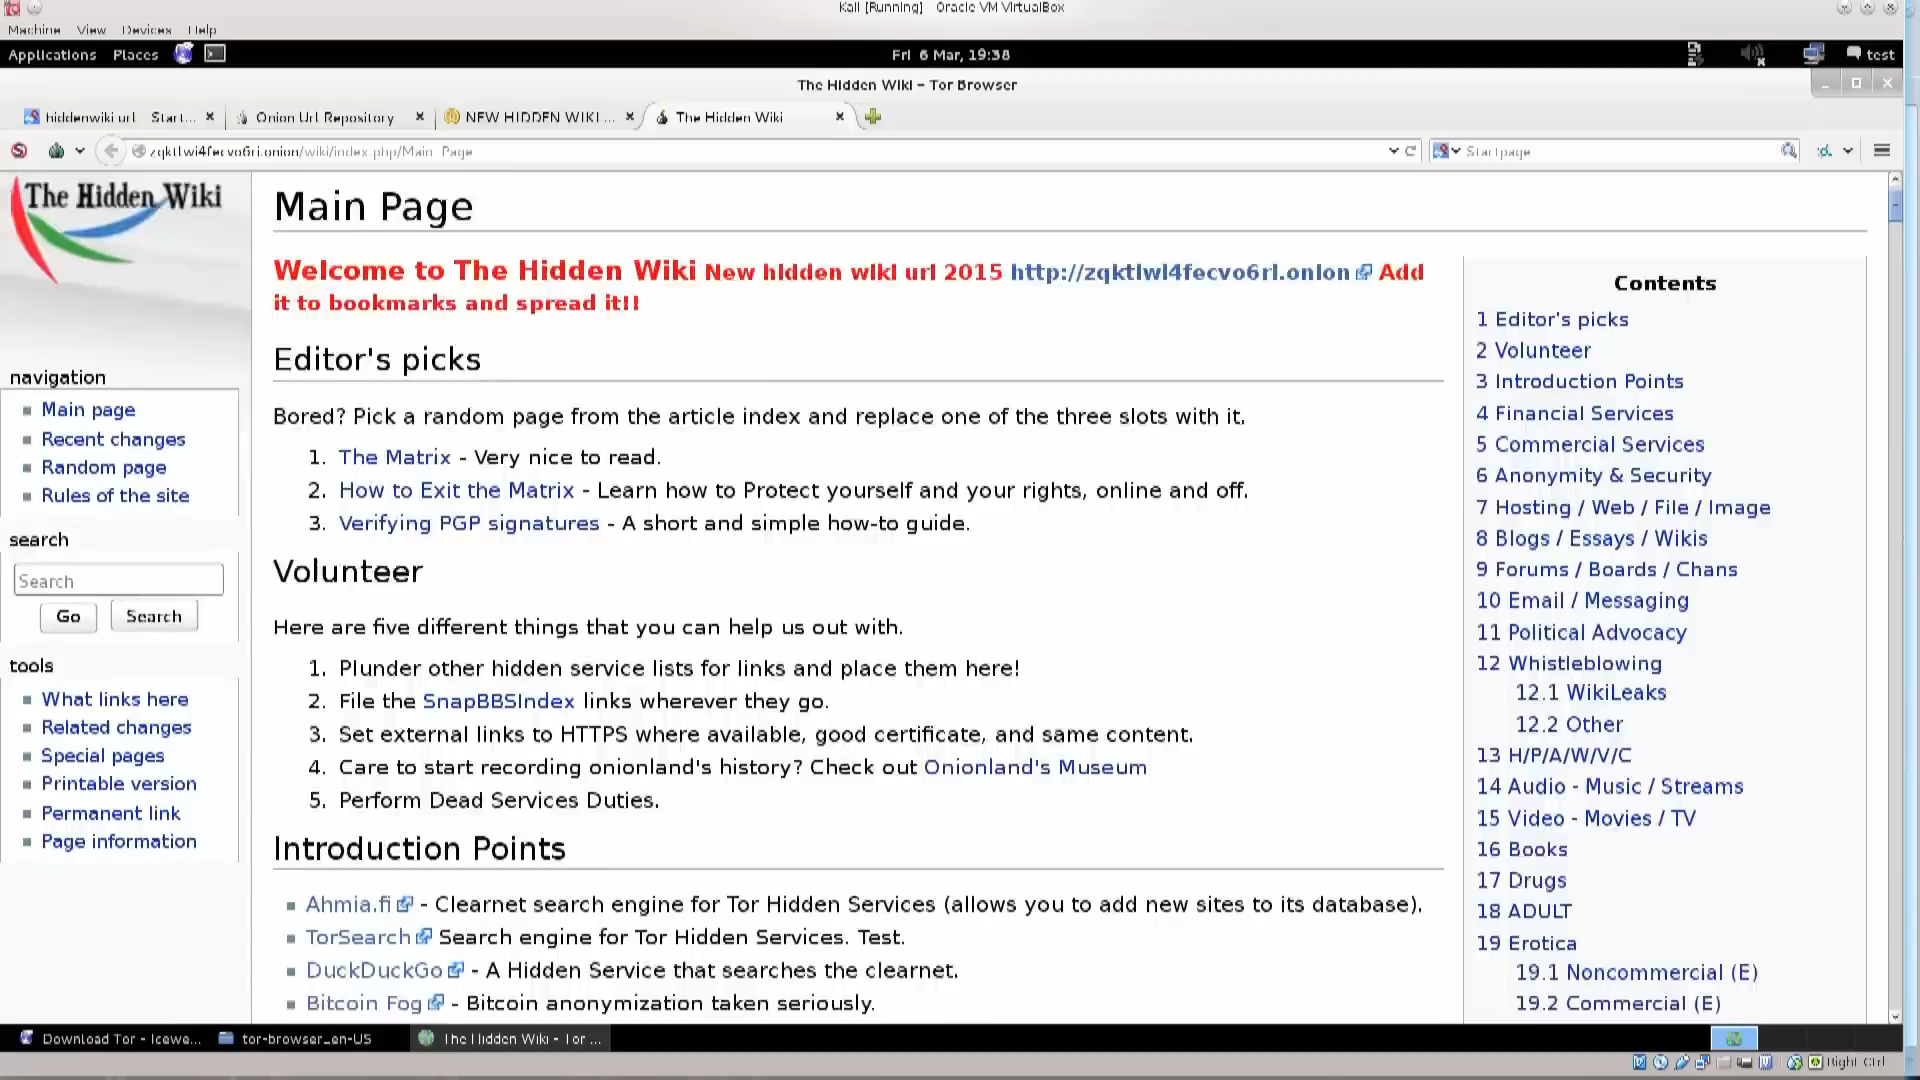 Kali [Running] - Oracle VM VirtualBox
Machine View Devices Help
Applications Places
Fri 6 Mar, 19:38
test
The Hidden Wiki – Tor Browser
hiddenwiki url - Start...
Onion Url Repository
NEW HIDDEN WIKI ...
The Hidden Wiki
zqktlwi4fecvo6ri.onion/wiki/index.php/Main_Page
Startpage
The Hidden Wiki
navigation
Main page
Recent changes
Random page
Rules of the site
search
Search
Go Search
tools
What links here
Related changes
Special pages
Printable version
Permanent link
Page information
Main Page
Welcome to The Hidden Wiki New hidden wiki url 2015 http://zqktlwi4fecvo6ri.onion Add
it to bookmarks and spread it!!
Editor's picks
Bored? Pick a random page from the article index and replace one of the three slots with it.
1. The Matrix - Very nice to read.
2. How to Exit the Matrix - Learn how to Protect yourself and your rights, online and off.
3. Verifying PGP signatures - A short and simple how-to guide.
Volunteer
Here are five different things that you can help us out with.
1. Plunder other hidden service lists for links and place them here!
2. File the SnapBBSIndex links wherever they go.
3. Set external links to HTTPS where available, good certificate, and same content.
4. Care to start recording onionland's history? Check out Onionland's Museum
5. Perform Dead Services Duties.
Introduction Points
Ahmia.fi - Clearnet search engine for Tor Hidden Services (allows you to add new sites to its database).
TorSearch Search engine for Tor Hidden Services. Test.
DuckDuckGo - A Hidden Service that searches the clearnet.
Bitcoin Fog - Bitcoin anonymization taken seriously.
Contents
1 Editor's picks
2 Volunteer
3 Introduction Points
4 Financial Services
5 Commercial Services
6 Anonymity & Security
7 Hosting / Web / File / Image
8 Blogs / Essays / Wikis
9 Forums / Boards / Chans
10 Email / Messaging
11 Political Advocacy
12 Whistleblowing
12.1 WikiLeaks
12.2 Other
13 H/P/A/W/V/C
14 Audio - Music / Streams
15 Video - Movies / TV
16 Books
17 Drugs
18 ADULT
19 Erotica
19.1 Noncommercial (E)
19.2 Commercial (E)
Download Tor - Icewe...
tor-browser_en-US
The Hidden Wiki - Tor ...
Right Ctrl